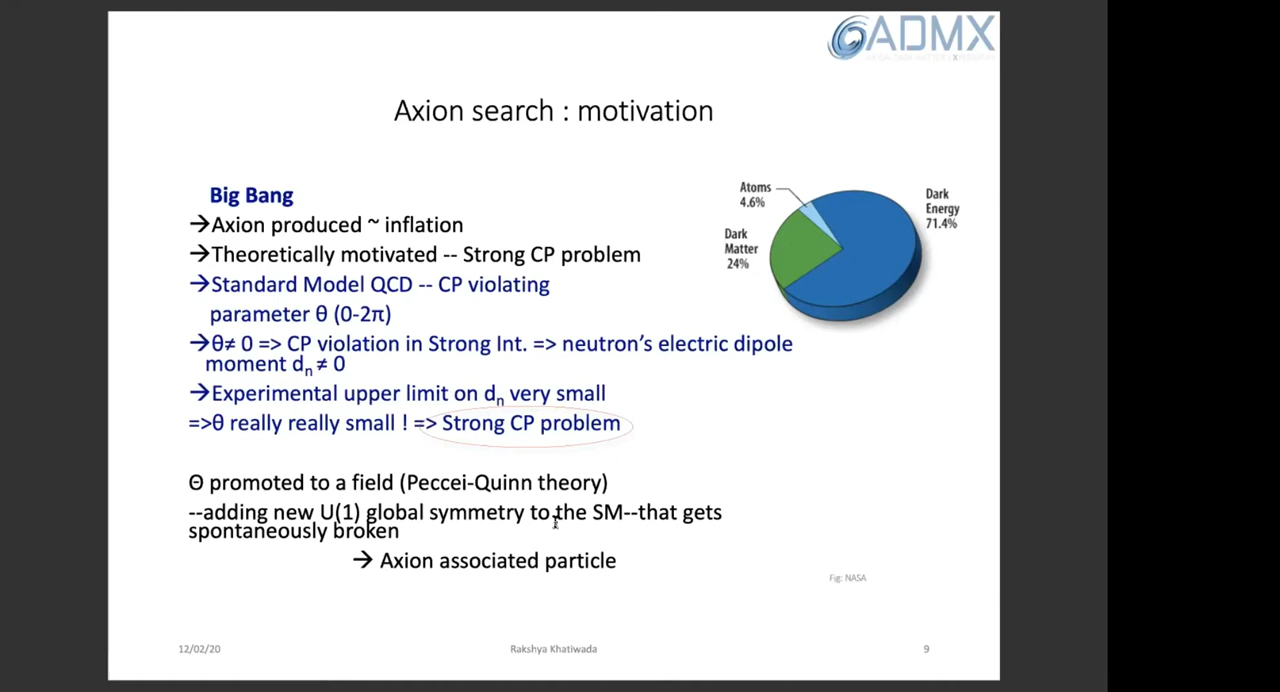 ADMX
Axion search : motivation
Big Bang
→Axion produced ~ inflation
→Theoretically motivated -- Strong CP problem
→Standard Model QCD -- CP violating
parameter θ (0-2π)
→θ≠ 0 => CP violation in Strong Int. => neutron's electric dipole
moment dn ≠ 0
→Experimental upper limit on dn very small
=>θ really really small ! => Strong CP problem
Θ promoted to a field (Peccei-Quinn theory)
--adding new U(1) global symmetry to the SM--that gets
spontaneously broken
→ Axion associated particle
Atoms
4.6%
Dark
Energy
71.4%
Dark
Matter
24%
Fig: NASA
12/02/20
Rakshya Khatiwada
9